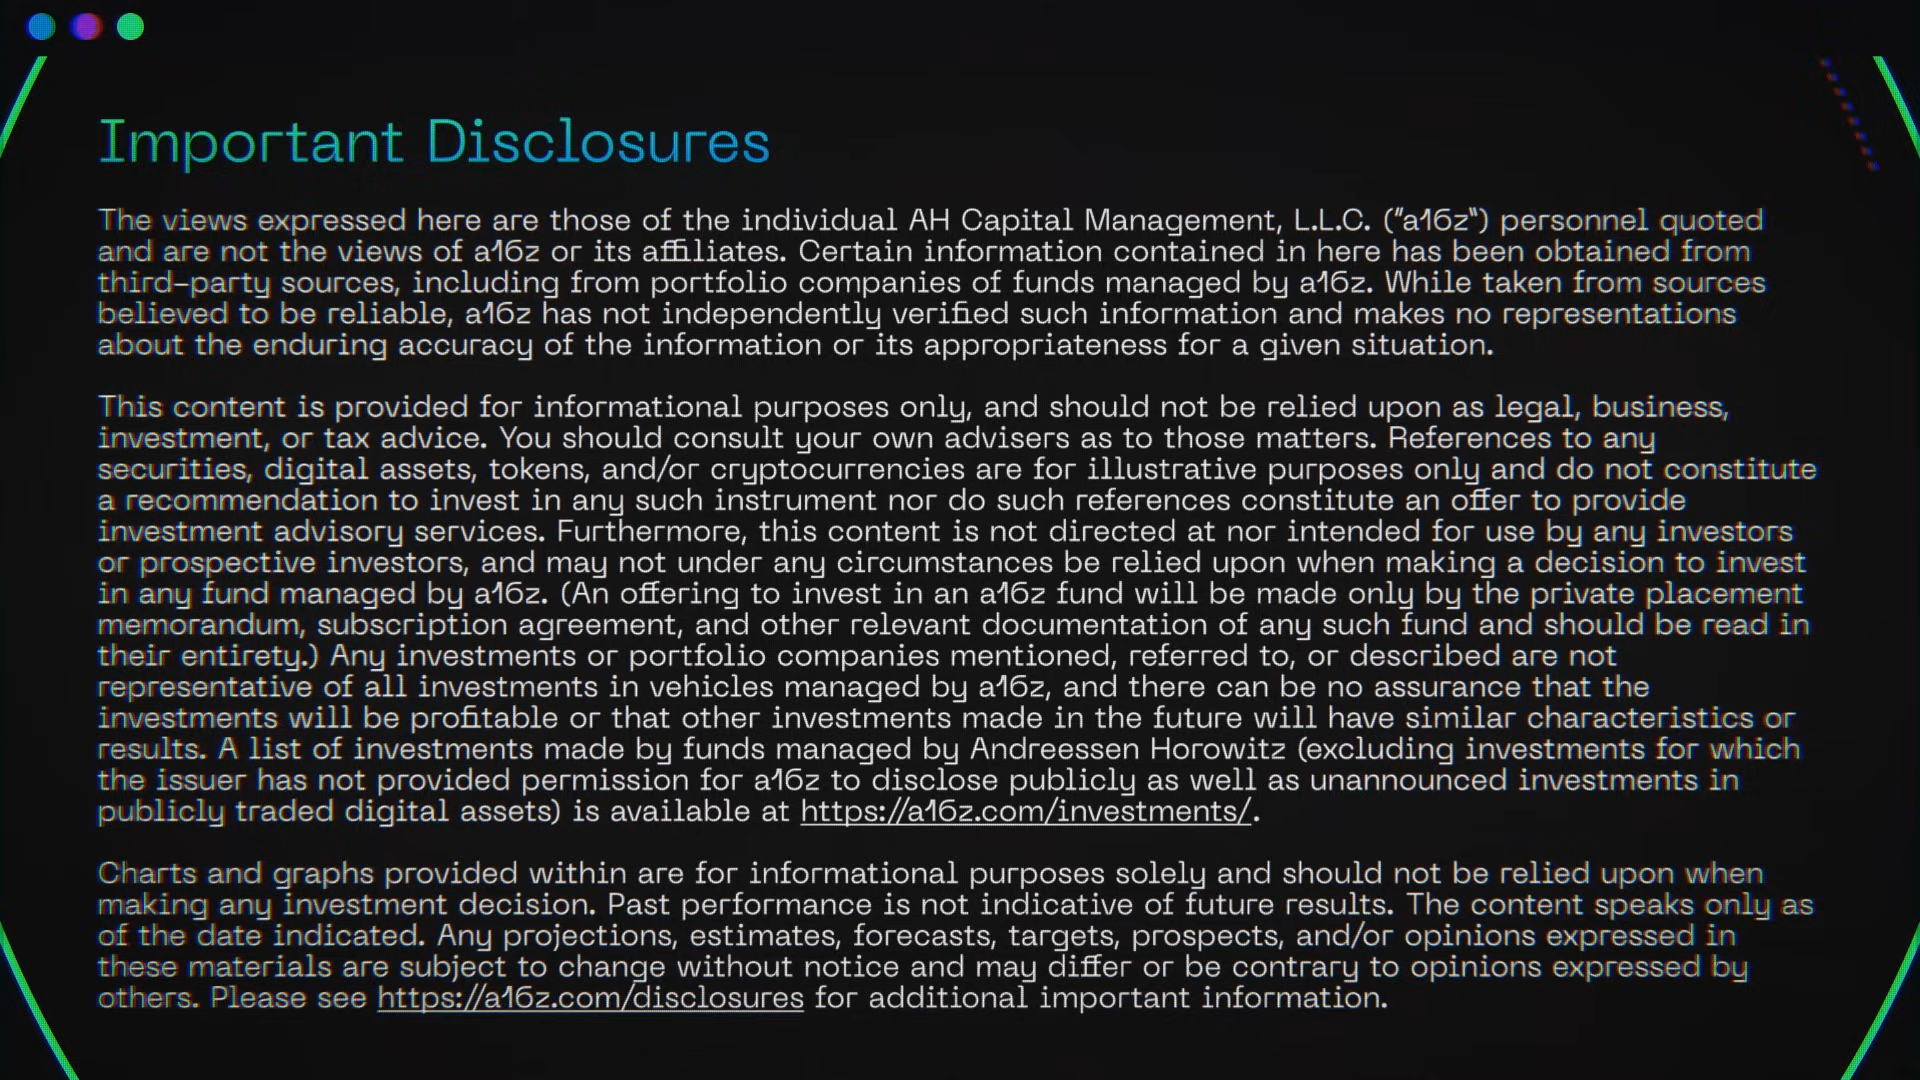 Important Disclosures
The views expressed here are those of the individual AH Capital Management, L.L.C. ("a16z") personnel quoted
and are not the views of a16z or its affiliates. Certain information contained in here has been obtained from
third-party sources, including from portfolio companies of funds managed by a16z. While taken from sources
believed to be reliable, a16z has not independently verified such information and makes no representations
about the enduring accuracy of the information or its appropriateness for a given situation.
This content is provided for informational purposes only, and should not be relied upon as legal, business,
investment, or tax advice. You should consult your own advisers as to those matters. References to any
securities, digital assets, tokens, and/or cryptocurrencies are for illustrative purposes only and do not constitute
a recommendation to invest in any such instrument nor do such references constitute an offer to provide
investment advisory services. Furthermore, this content is not directed at nor intended for use by any investors
or prospective investors, and may not under any circumstances be relied upon when making a decision to invest
in any fund managed by a16z. (An offering to invest in an a16z fund will be made only by the private placement
memorandum, subscription agreement, and other relevant documentation of any such fund and should be read in
their entirety.) Any investments or portfolio companies mentioned, referred to, or described are not
representative of all investments in vehicles managed by a16z, and there can be no assurance that the
investments will be profitable or that other investments made in the future will have similar characteristics or
results. A list of investments made by funds managed by Andreessen Horowitz (excluding investments for which
the issuer has not provided permission for a16z to disclose publicly as well as unannounced investments in
publicly traded digital assets) is available at https://a16z.com/investments/.
Charts and graphs provided within are for informational purposes solely and should not be relied upon when
making any investment decision. Past performance is not indicative of future results. The content speaks only as
of the date indicated. Any projections, estimates, forecasts, targets, prospects, and/or opinions expressed in
these materials are subject to change without notice and may differ or be contrary to opinions expressed by
others. Please see https://a16z.com/disclosures for additional important information.